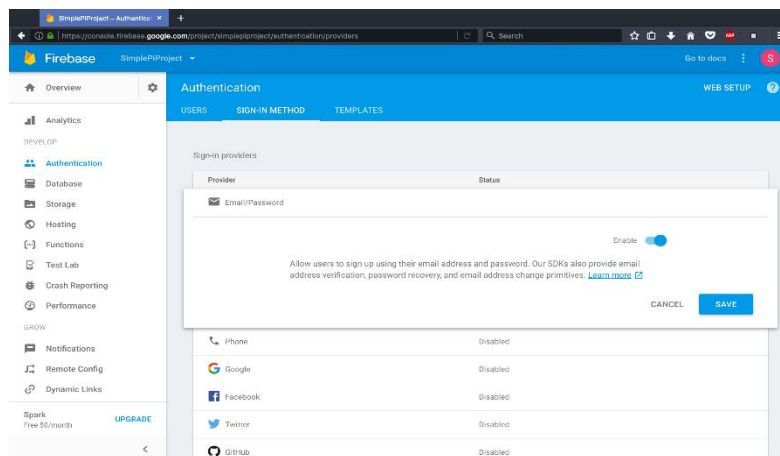 SimplePiProject – Authenticat
https://console.firebase.google.com/project/simplepiproject/authentication/providers
Search
Firebase
SimplePiProject
Go to docs
S
Overview
Authentication
WEB SETUP
USERS
SIGN-IN METHOD
TEMPLATES
Analytics
DEVELOP
Authentication
Database
Storage
Hosting
Functions
Test Lab
Crash Reporting
Performance
GROW
Notifications
Remote Config
Dynamic Links
Spark
Free $0/month
UPGRADE
Sign-in providers
Provider Status
Email/Password
Enable
Allow users to sign up using their email address and password. Our SDKs also provide email
address verification, password recovery, and email address change primitives. Learn more
CANCEL SAVE
Phone Disabled
Google Disabled
Facebook Disabled
Twitter Disabled
GitHub Disabled